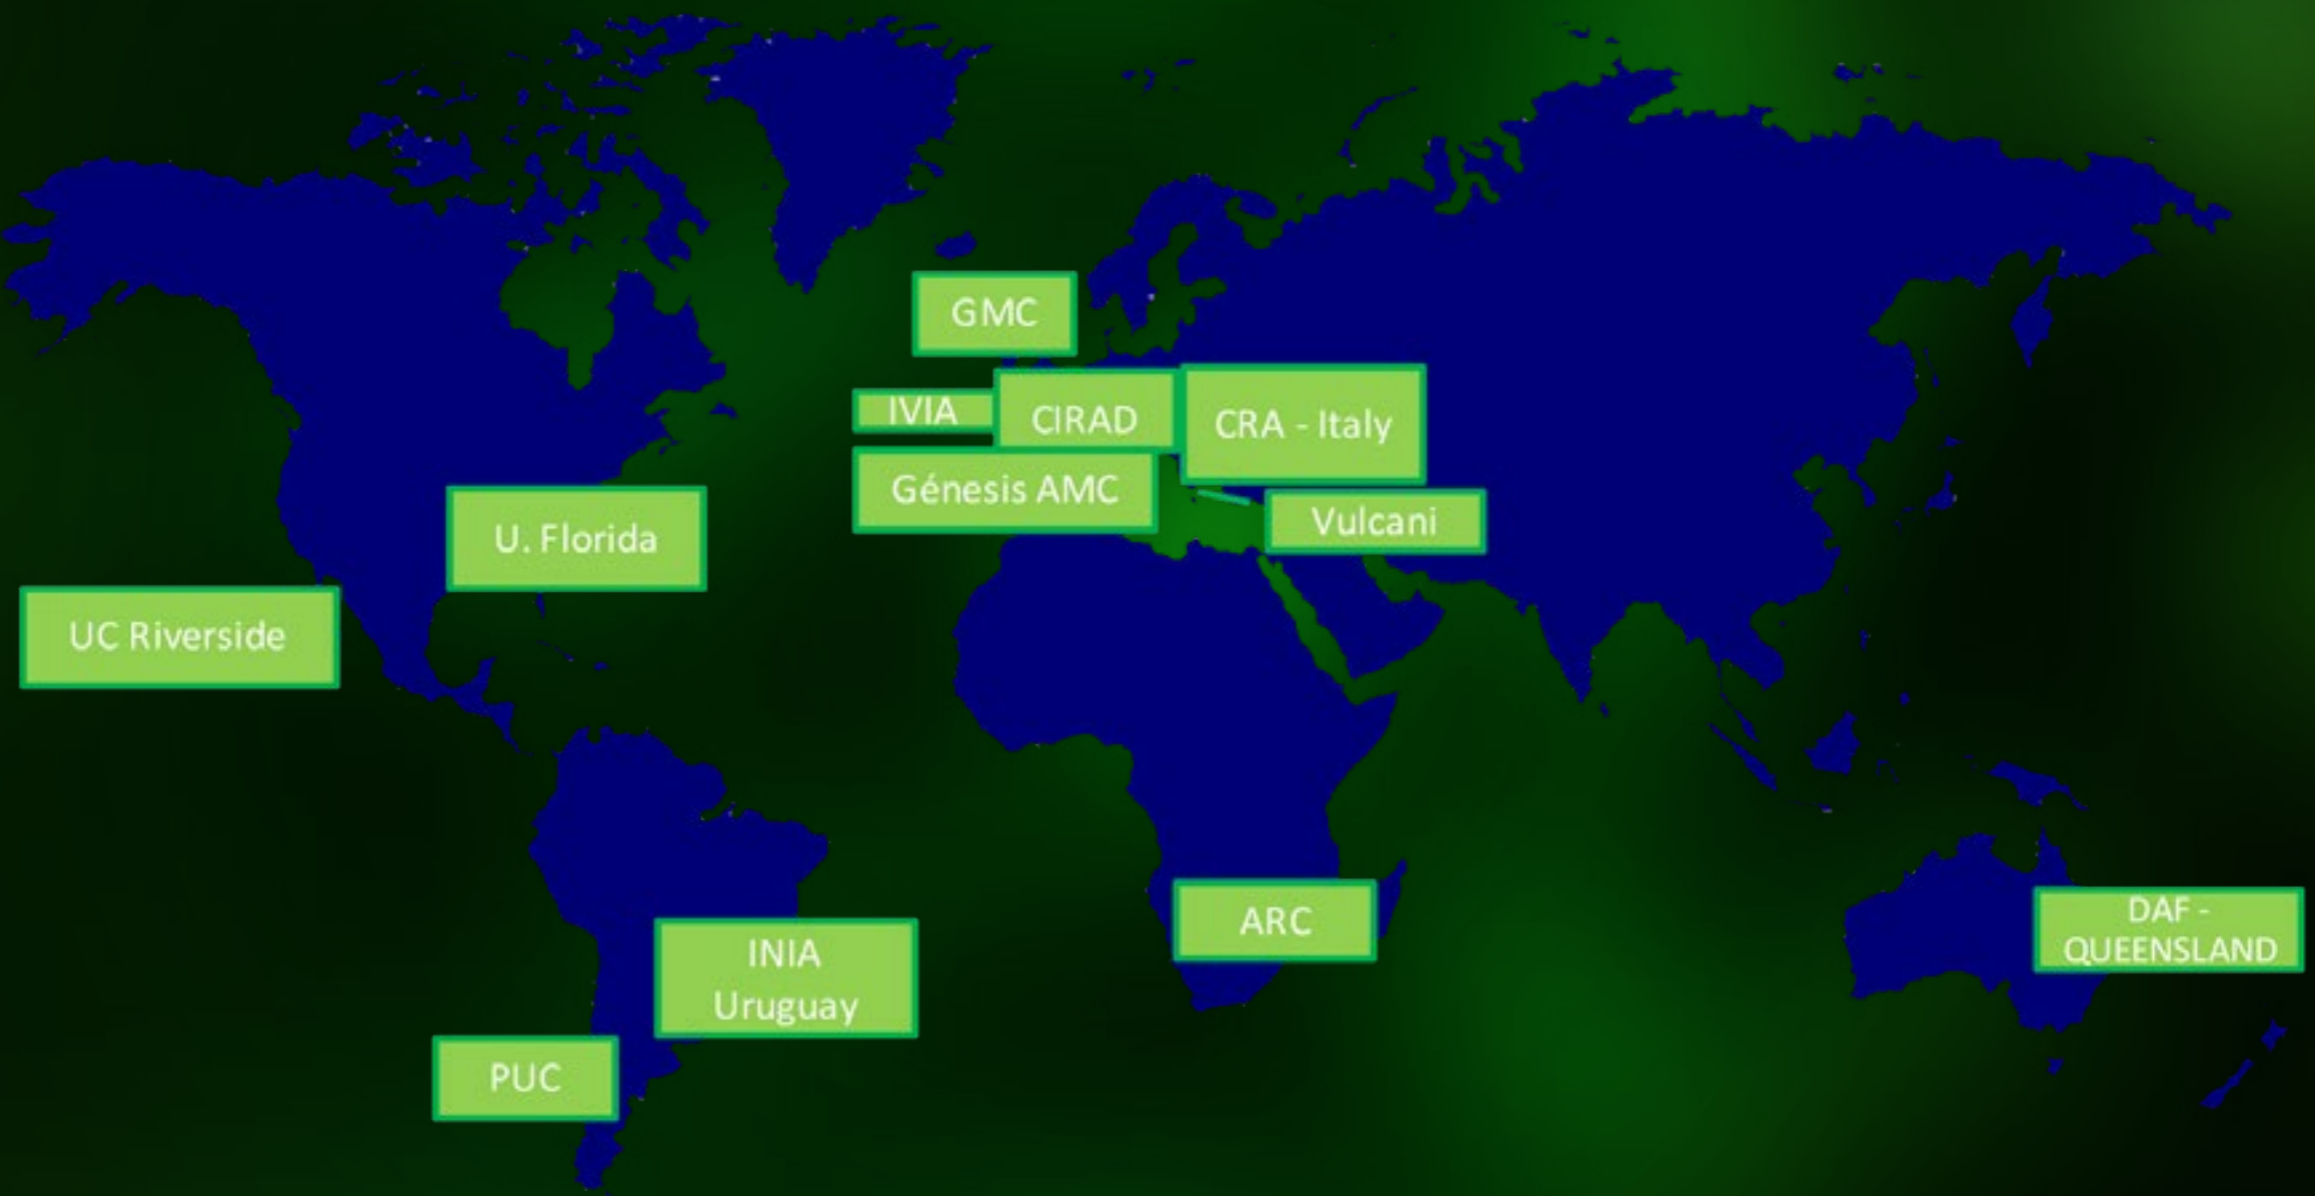 GMC
IVIA
CIRAD
CRA - Italy
Génesis AMC
Vulcani
U. Florida
UC Riverside
ARC
DAF -
QUEENSLAND
INIA
Uruguay
PUC